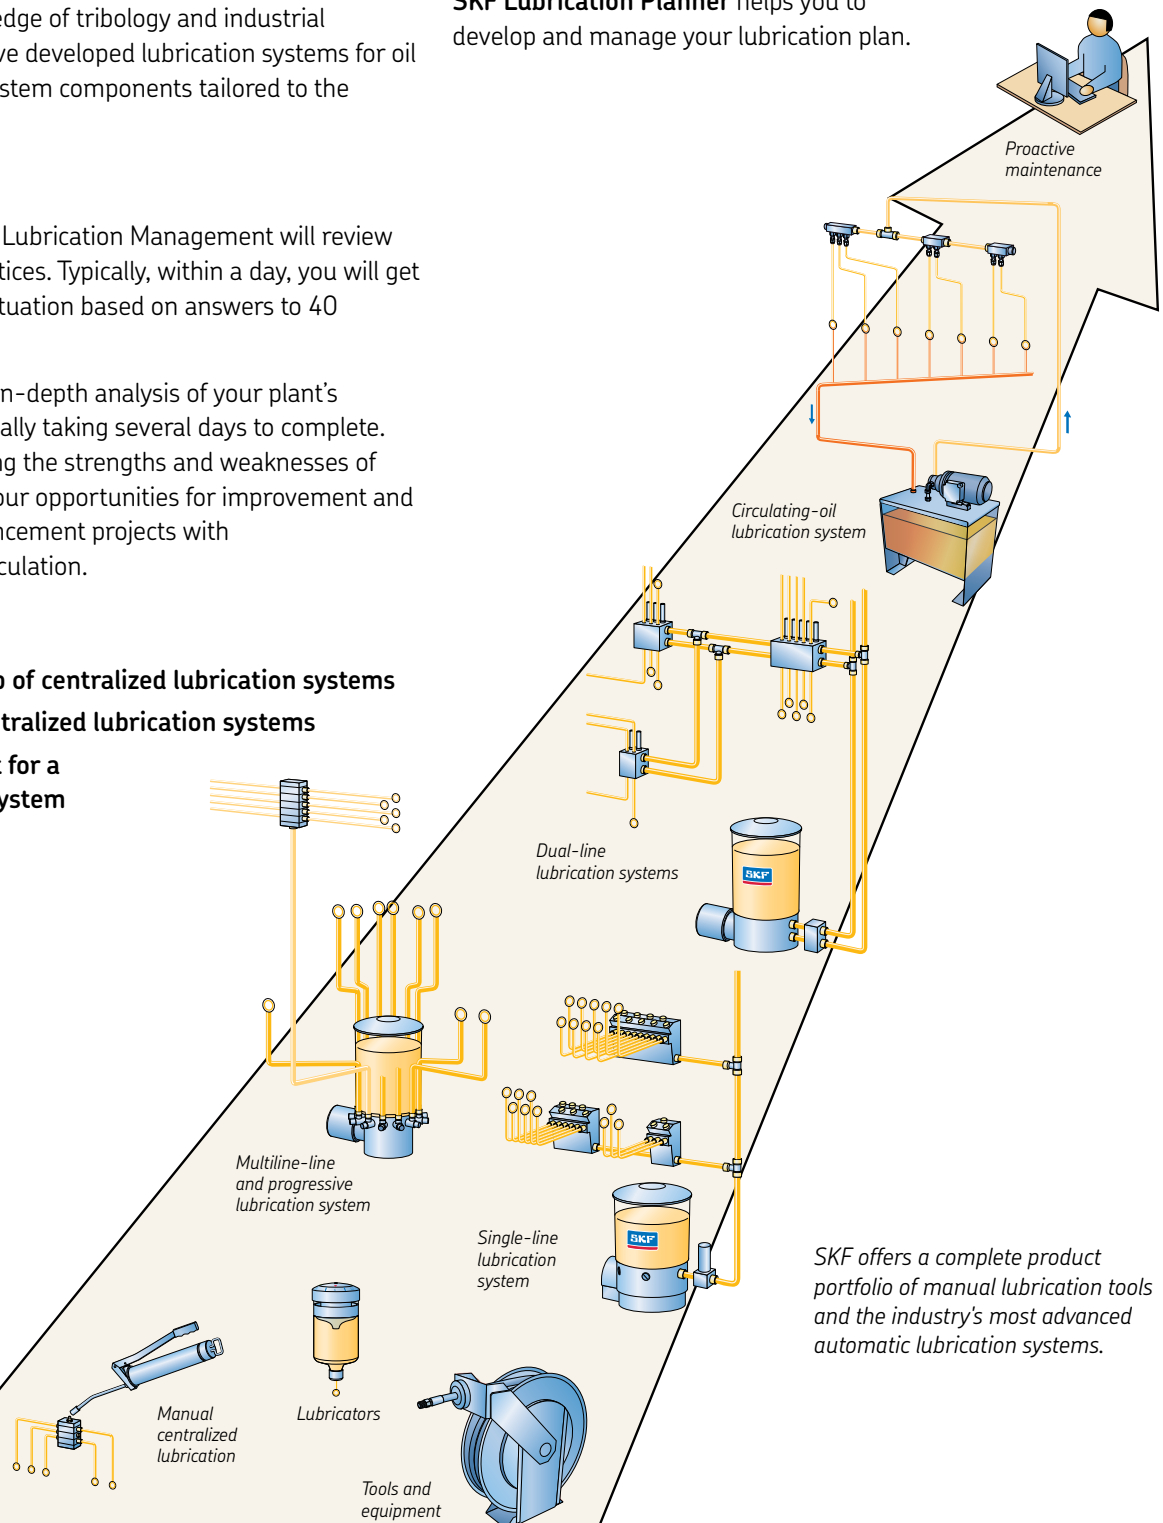 edge of tribology and industrial
ve developed lubrication systems for oil
stem components tailored to the
SKF Lubrication Planner helps you to
develop and manage your lubrication plan.
Lubrication Management will review
tices. Typically, within a day, you will get
ituation based on answers to 40
n-depth analysis of your plant's
ally taking several days to complete.
ng the strengths and weaknesses of
our opportunities for improvement and
ncement projects with
culation.
of centralized lubrication systems
ntralized lubrication systems
t for a
ystem
Proactive
maintenance
Circulating-oil
lubrication system
Dual-line
lubrication systems
SKF
Multiline-line
and progressive
lubrication system
Single-line
lubrication
system
SKF
SKF offers a complete product
portfolio of manual lubrication tools
and the industry's most advanced
automatic lubrication systems.
Manual
centralized
lubrication
Lubricators
Tools and
equipment